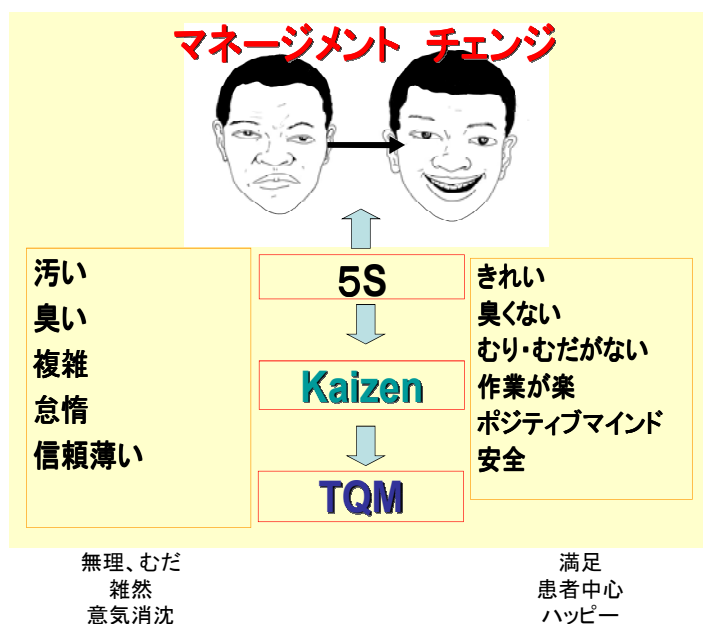 マネージメント チェンジ
汚い
臭い
複雑
怠惰
信頼薄い
5S
Kaizen
TQM
きれい
臭くない
むり・むだがない
作業が楽
ポジティブマインド
安全
無理、むだ
雑然
意気消沈
満足
患者中心
ハッピー